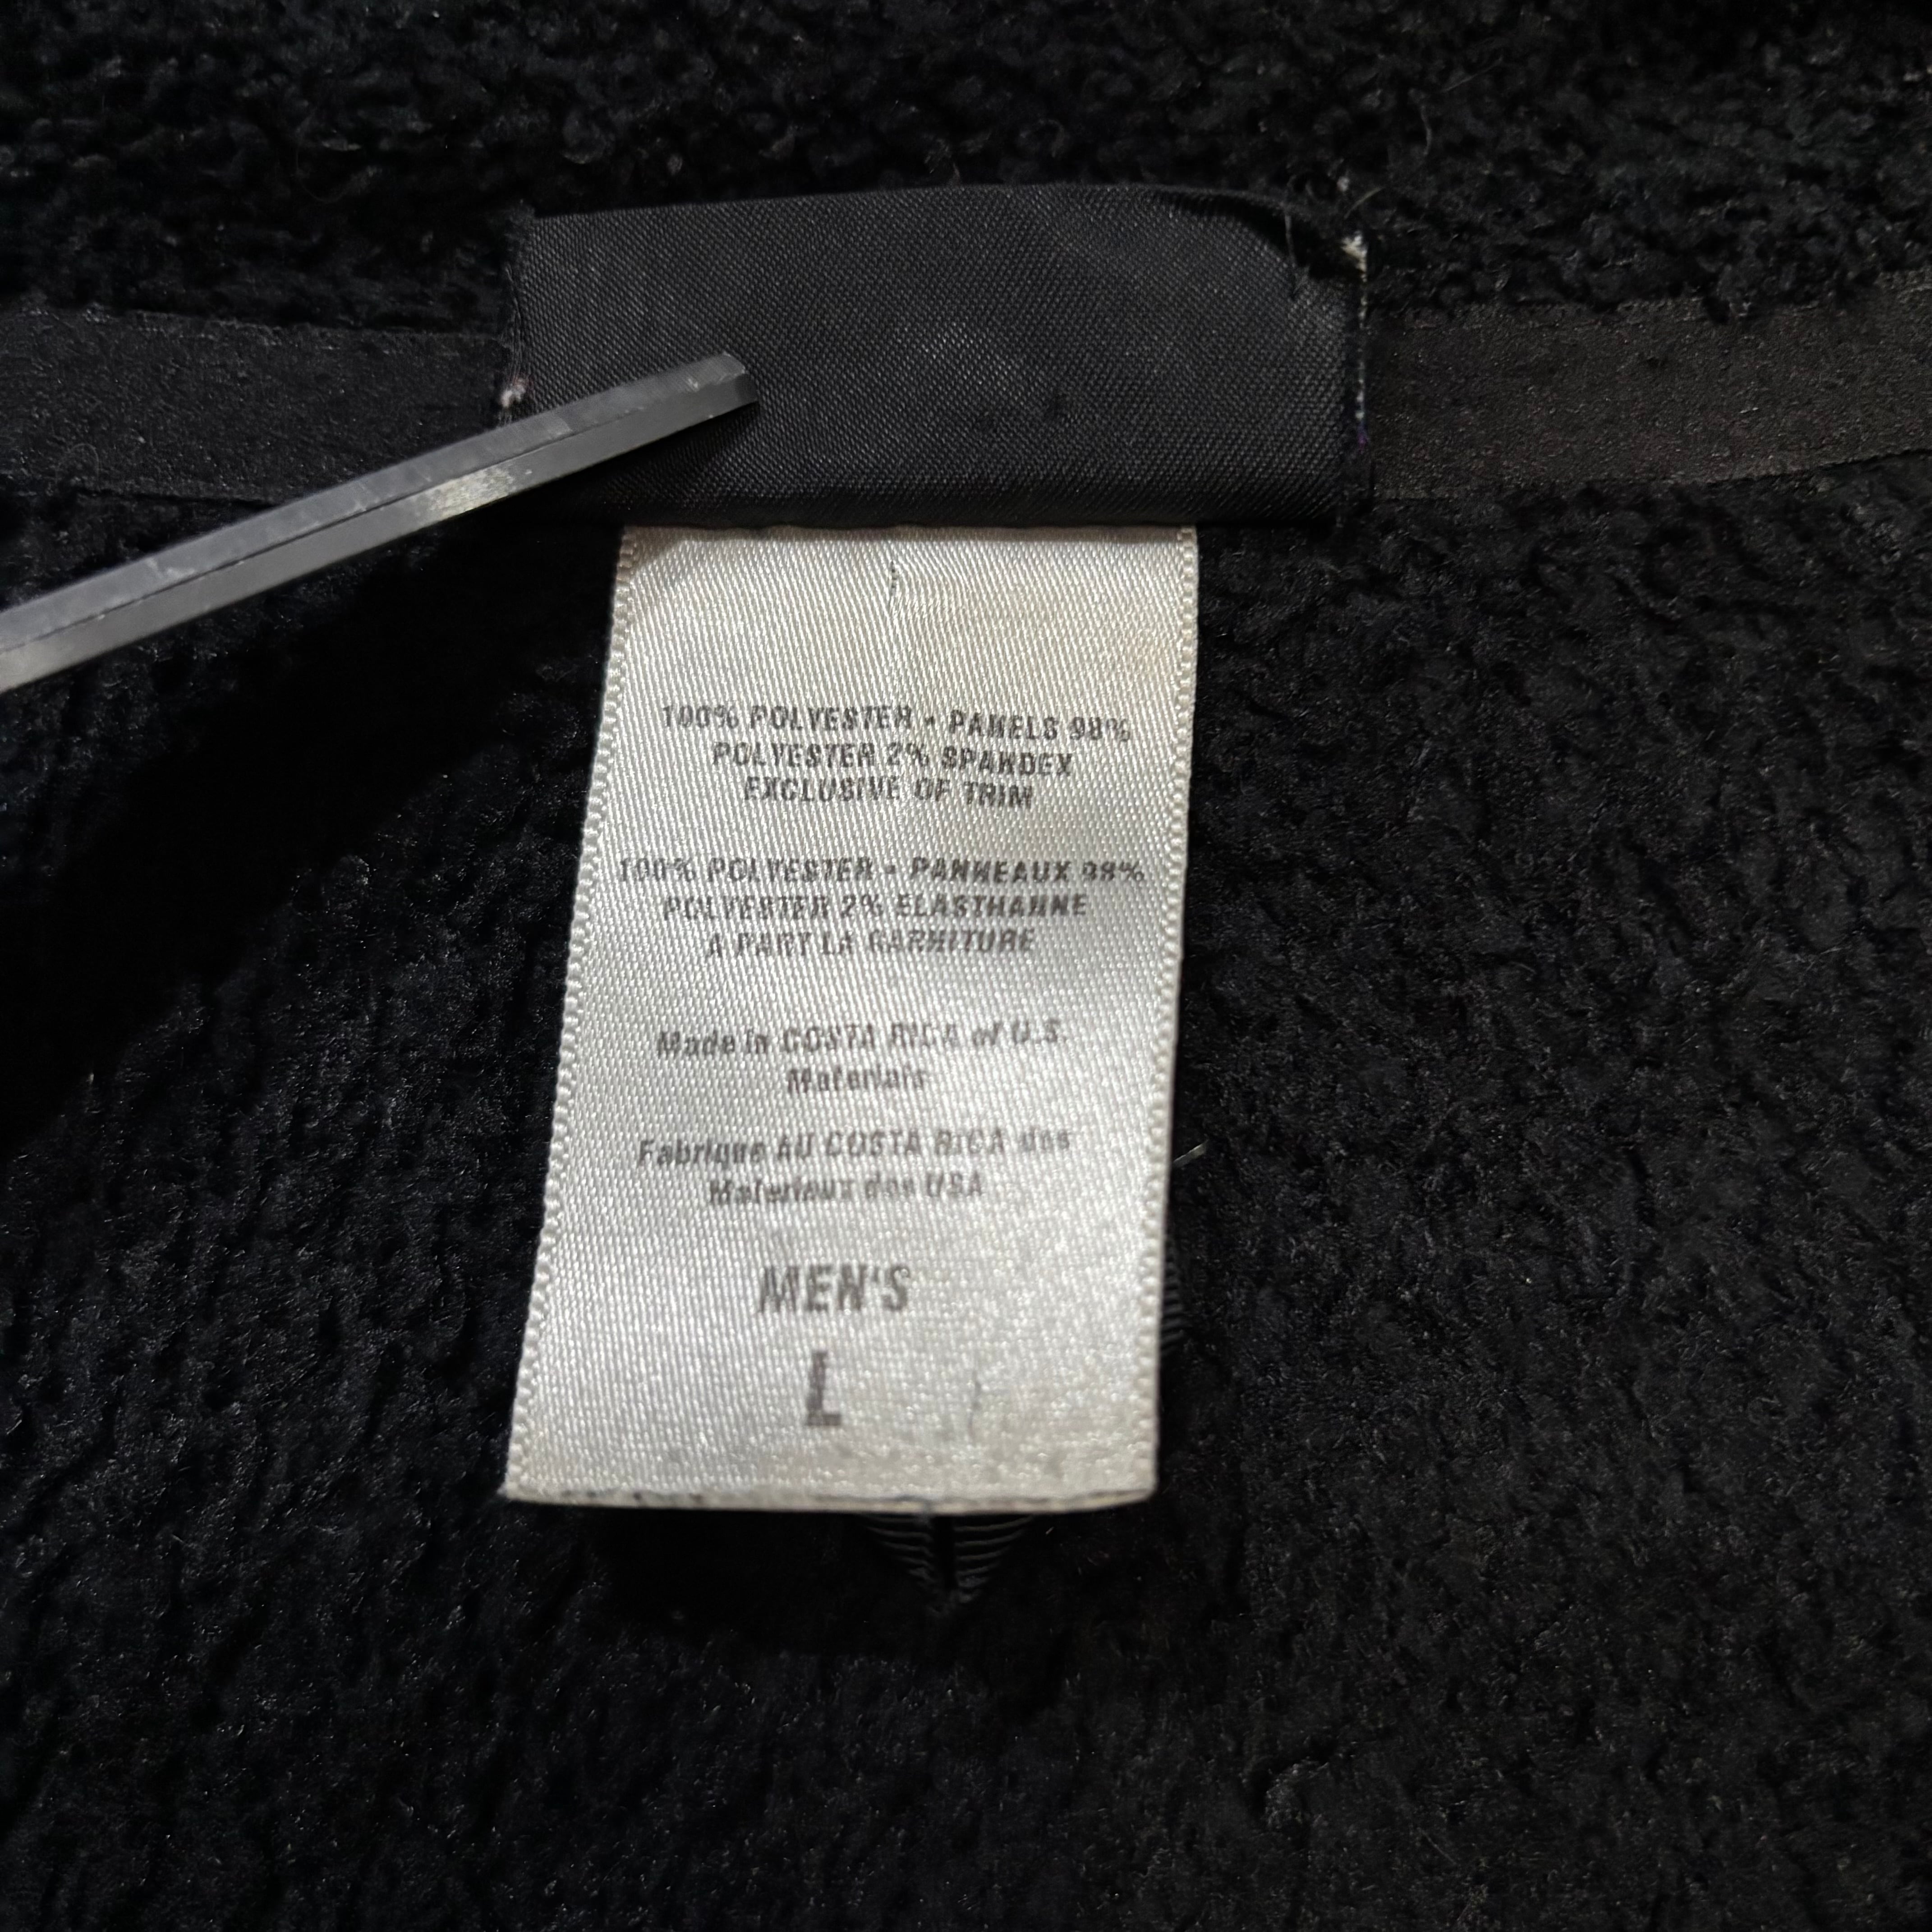 100% POLYESTER • PANELS 98%
POLYESTER 2% SPANDEX
EXCLUSIVE OF TRIM
100% POLYESTER • PANNEAUX 98%
POLYESTER 2% ELASTHANNE
A PART LA GARNITURE
Made in COSTA RICA of U.S.
Materials
Fabrique AU COSTA RICA des
Materieux des USA
MEN'S
L